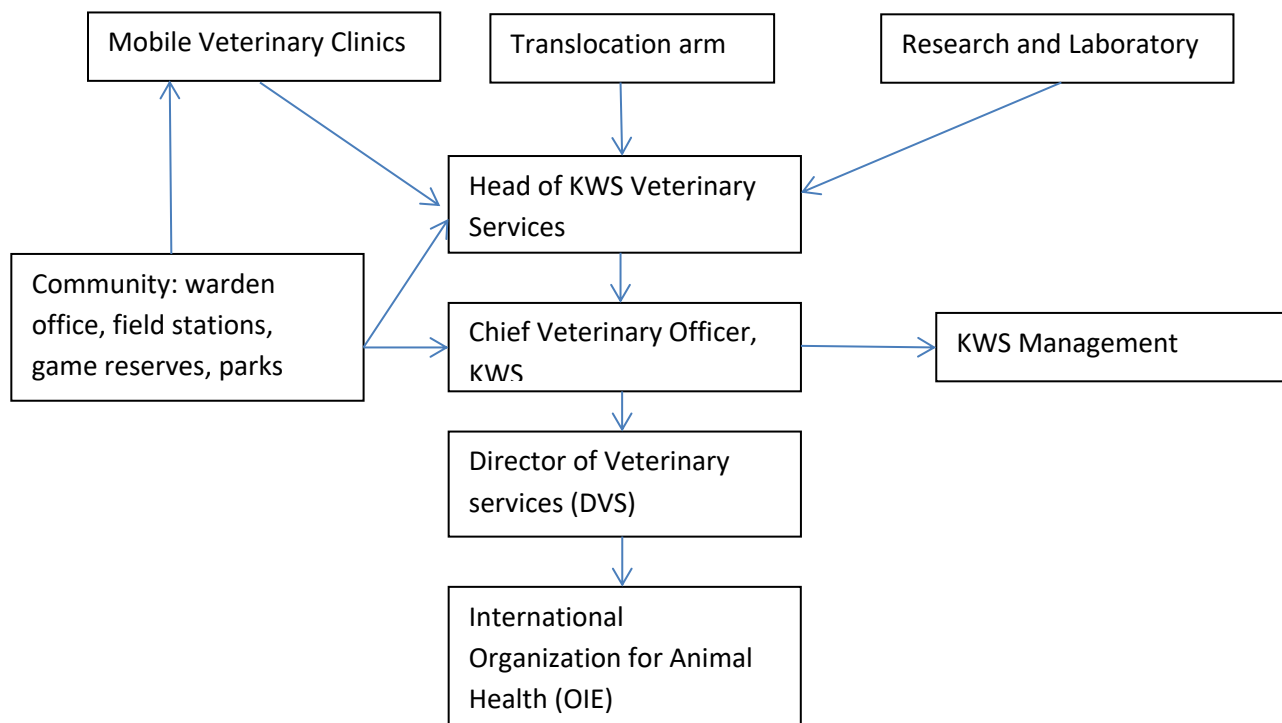 Mobile Veterinary Clinics
Translocation arm
Research and Laboratory
Head of KWS Veterinary
Services
Community: warden
office, field stations,
game reserves, parks
Chief Veterinary Officer,
KWS
KWS Management
Director of Veterinary
services (DVS)
International
Organization for Animal
Health (OIE)